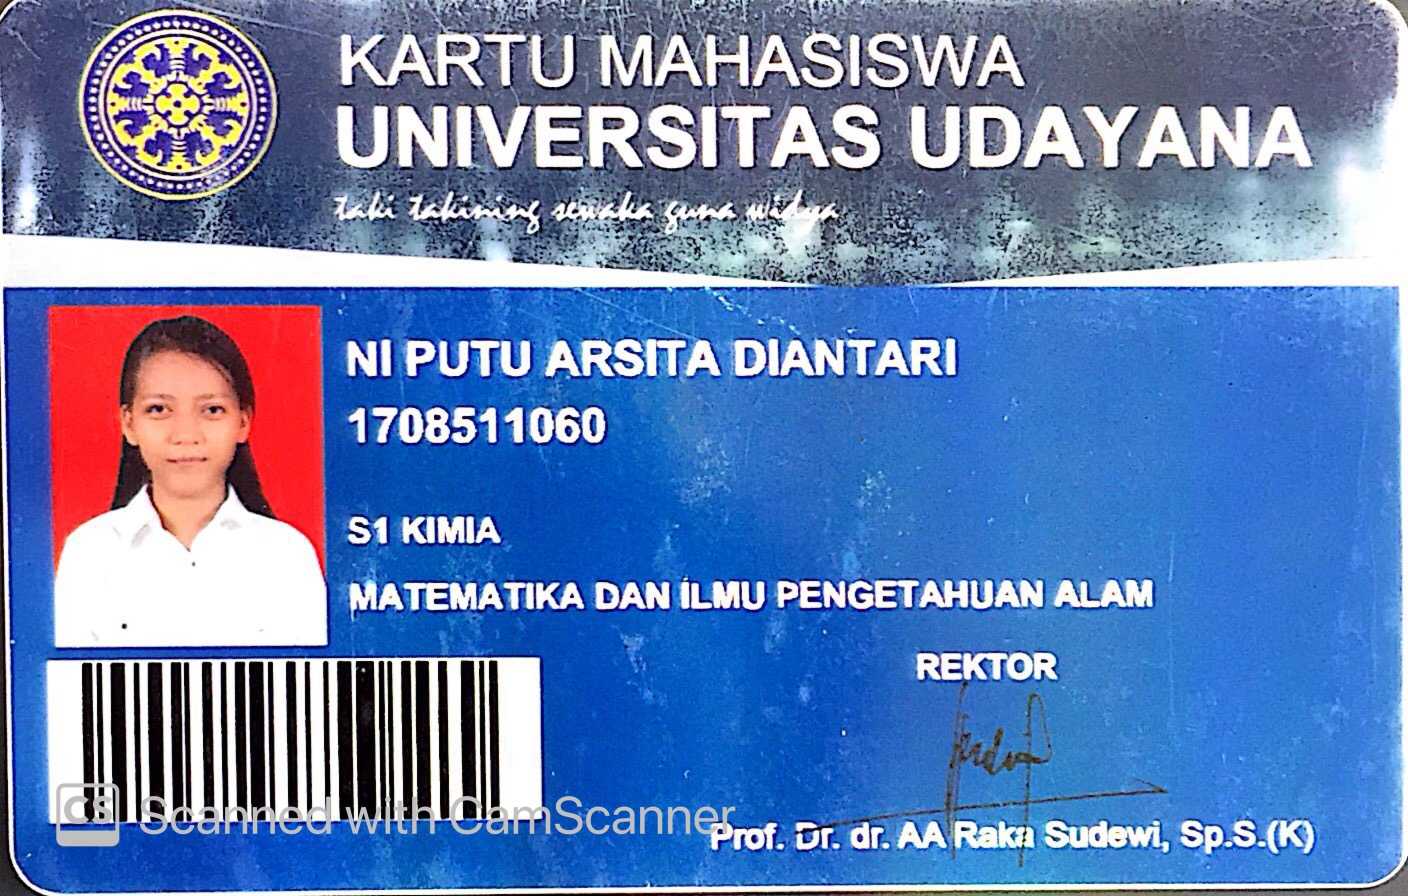 KARTU MAHASISWA
UNIVERSITAS UDAYANA
taki takining sewaka guna widya
NI PUTU ARSITA DIANTARI
1708511060
S1 KIMIA
MATEMATIKA DAN ILMU PENGETAHUAN ALAM
REKTOR
Prof. Dr. dr. AA Raka Sudewi, Sp.S.(K)
CS Scanned with CamScanner